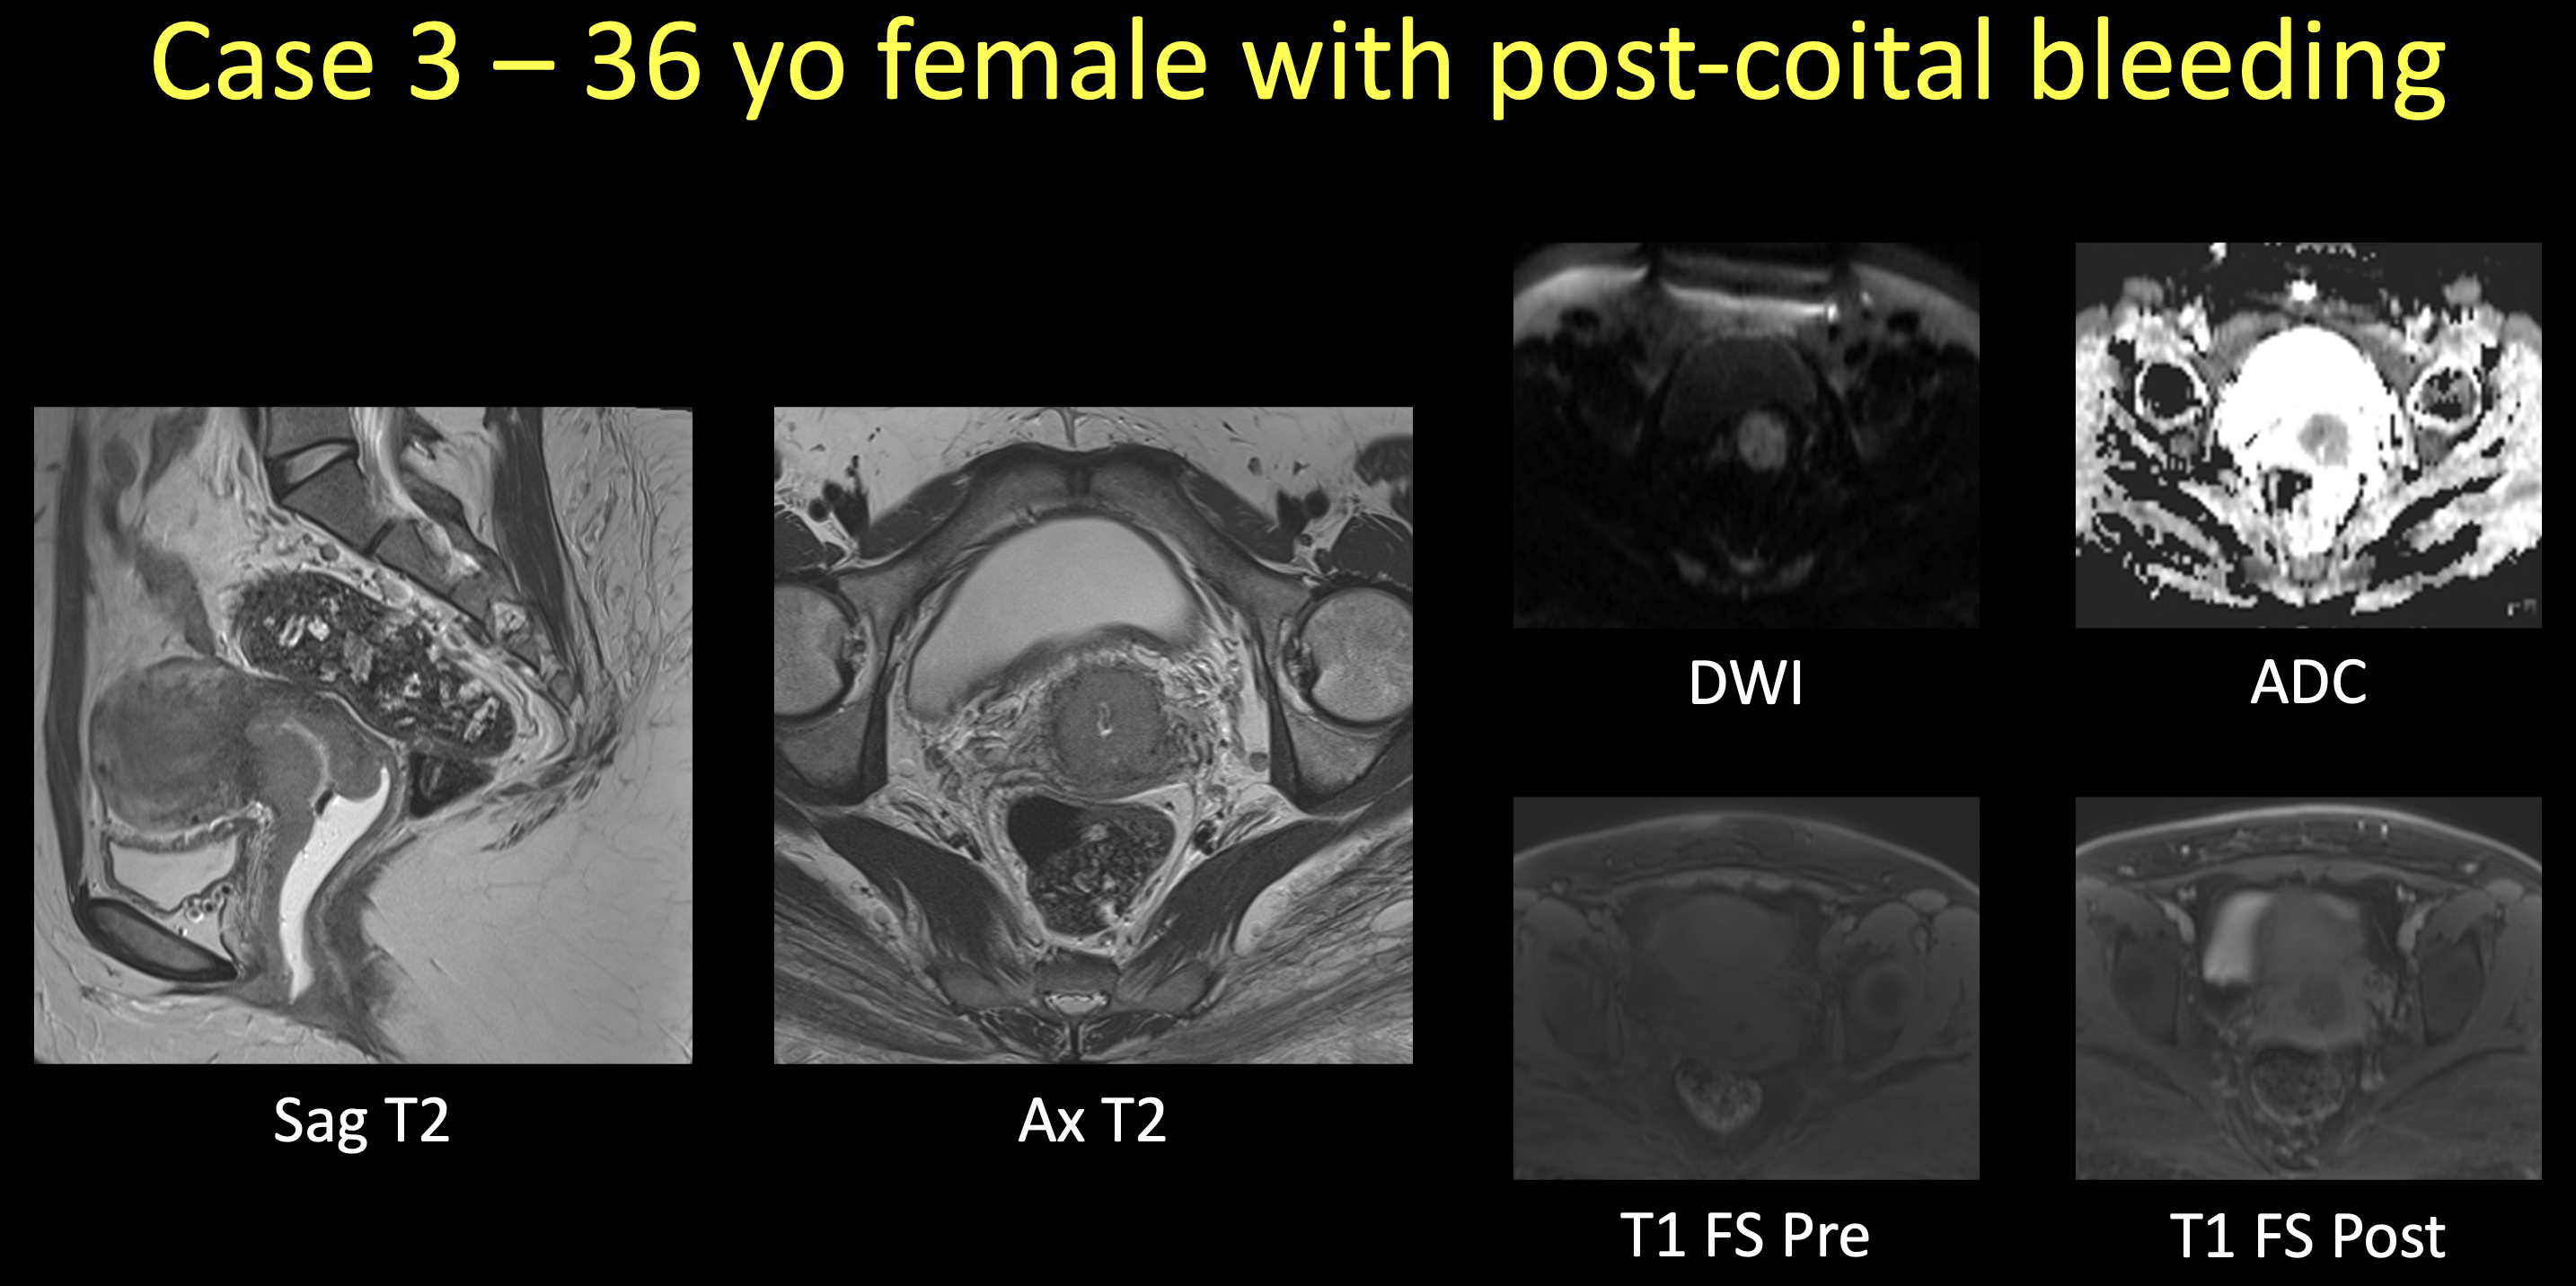 Case 3 – 36 yo female with post-coital bleeding
DWI
ADC
Sag T2
Ax T2
T1 FS Pre
T1 FS Post